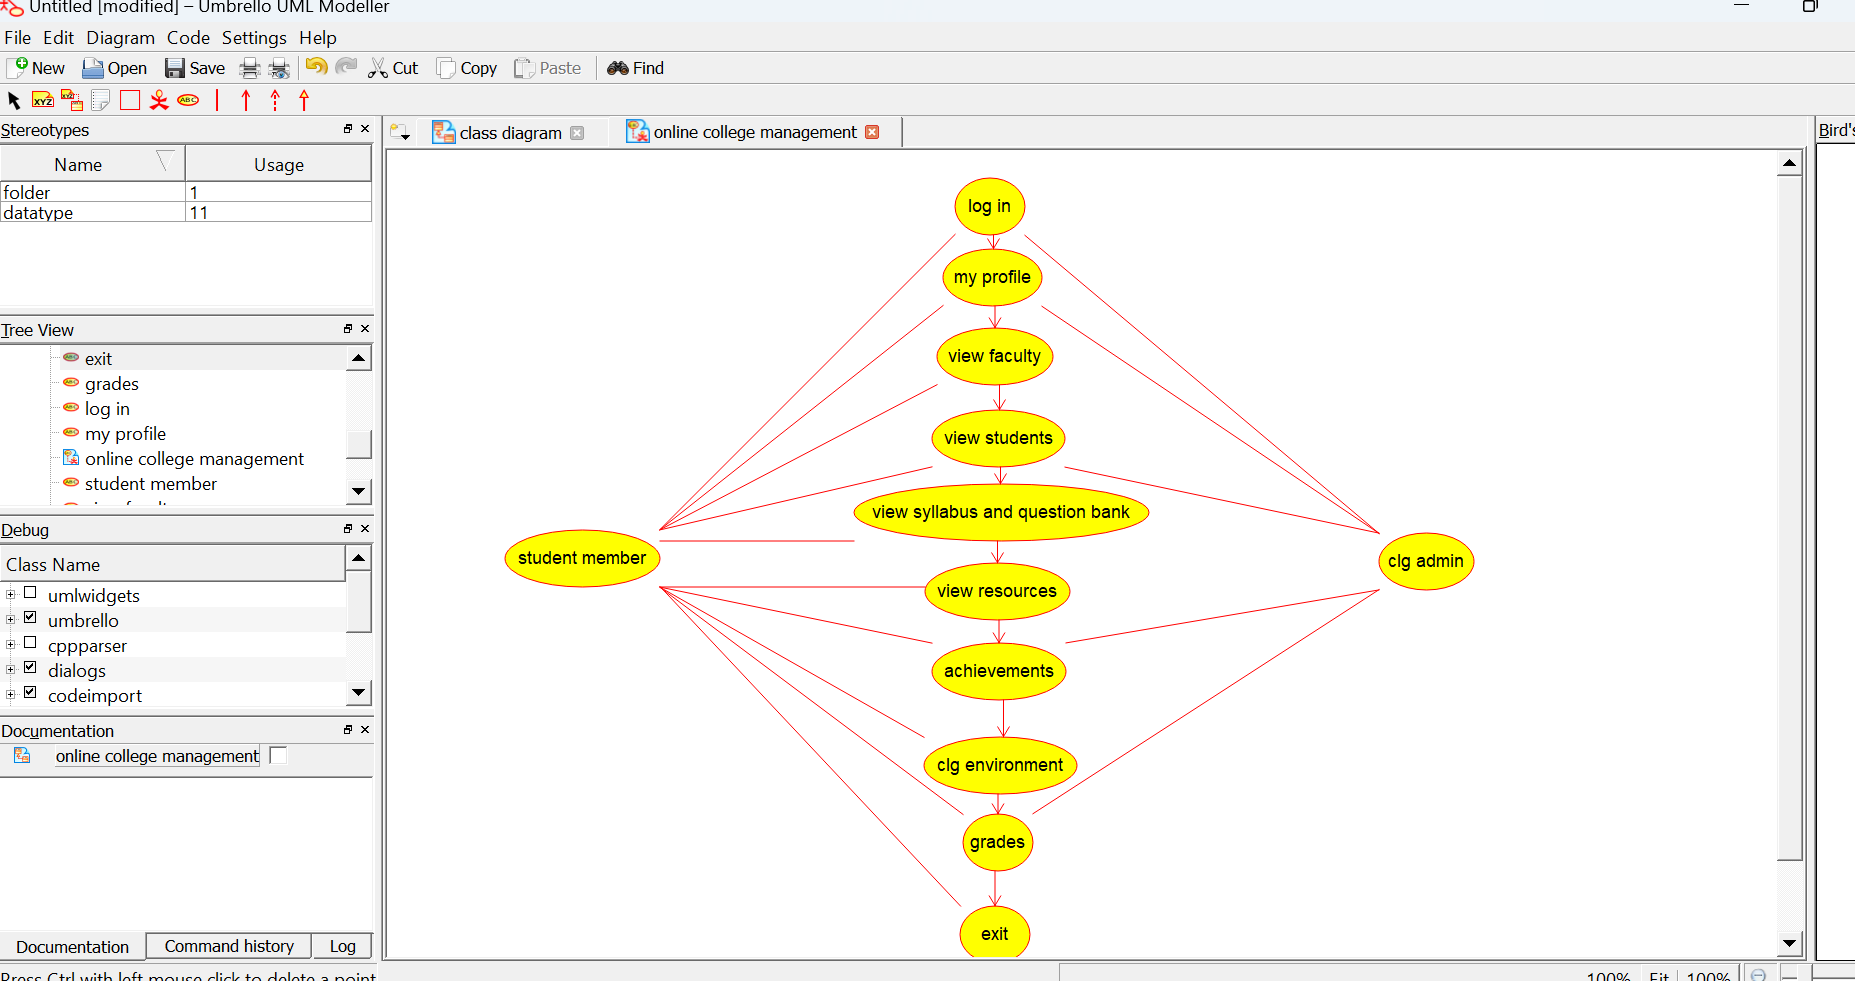 Untitled [modified] – Umbrello UML Modeller
File Edit Diagram Code Settings Help
New Open Save Cut Copy Paste Find
XYZ XYZ ABC
Stereotypes
Name Usage
folder 1
datatype 11
Tree View
exit
grades
log in
my profile
online college management
student member
Debug
Class Name
umlwidgets
umbrello
cppparser
dialogs
codeimport
Documentation
online college management
Documentation Command history Log
Press Ctrl with left mouse click to delete a point
class diagram online college management
Bird's
log in
my profile
view faculty
view students
view syllabus and question bank
student member
clg admin
view resources
achievements
clg environment
grades
exit
100% Fit 100%